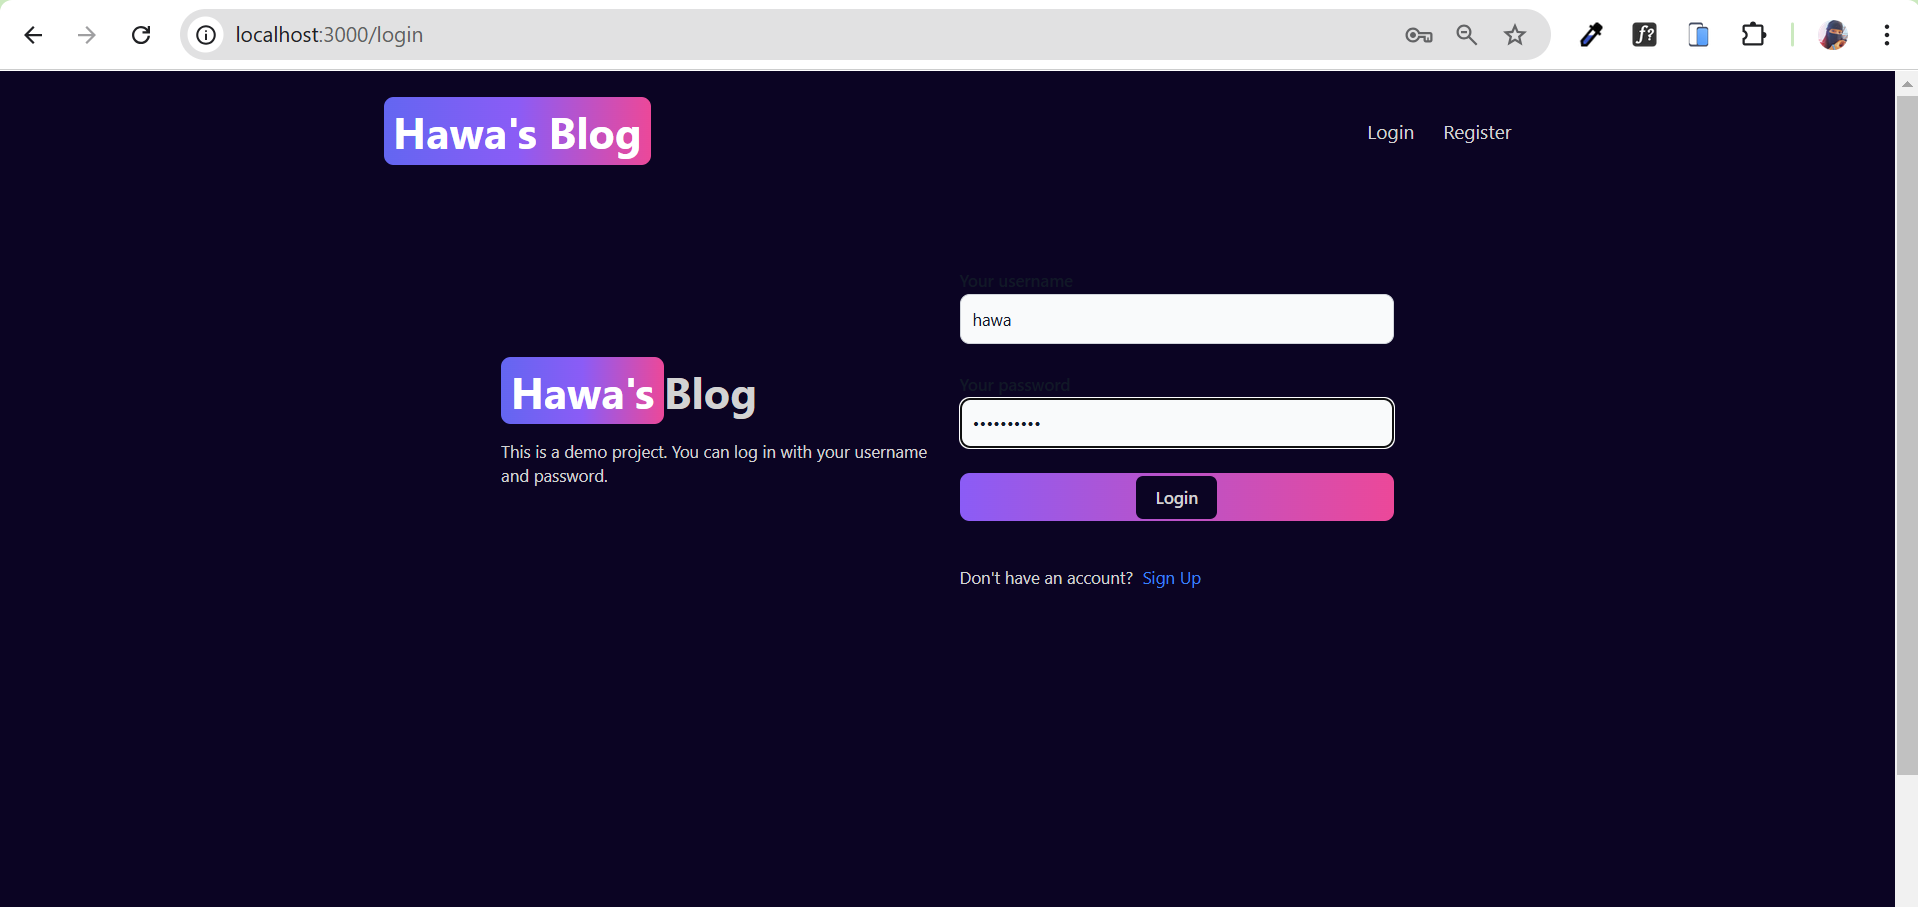 localhost:3000/login
f?
Hawa's Blog
Login
Register
Your username
hawa
Hawa's Blog
Your password
••••••••••
This is a demo project. You can log in with your username
and password.
Login
Don't have an account? Sign Up